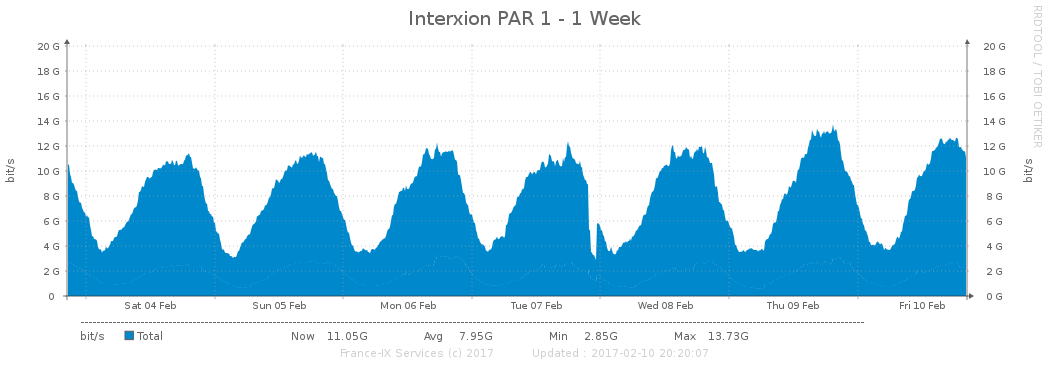 Interxion PAR 1 - 1 Week
RRDTOOL / TOBI OETIKER
bit/s
20 G 20 G
18 G 18 G
16 G 16 G
14 G 14 G
12 G 12 G
10 G 10 G
8 G 8 G
6 G 6 G
4 G 4 G
2 G 2 G
0 0 G
bit/s
Sat 04 Feb Sun 05 Feb Mon 06 Feb Tue 07 Feb Wed 08 Feb Thu 09 Feb Fri 10 Feb
bit/s Total Now 11.05G Avg 7.95G Min 2.85G Max 13.73G
France-IX Services (c) 2017 Updated : 2017-02-10 20:20:07